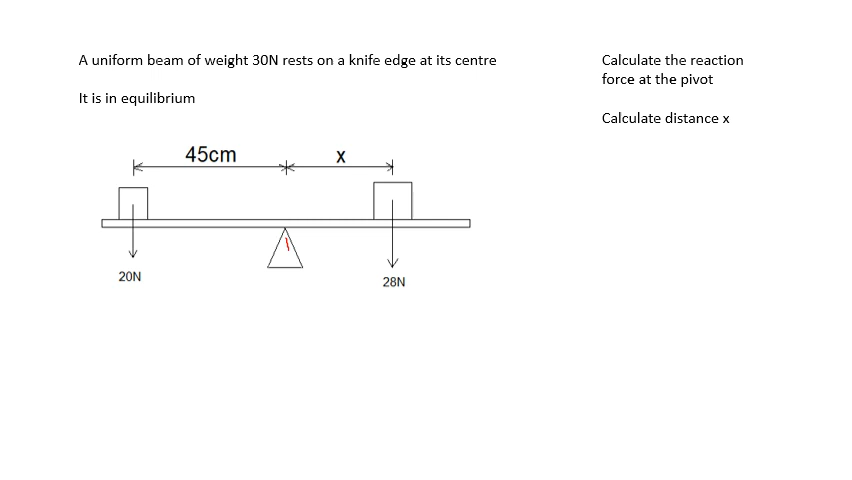 A uniform beam of weight 30N rests on a knife edge at its centre
It is in equilibrium
Calculate the reaction
force at the pivot
Calculate distance x
45cm
x
20N
28N